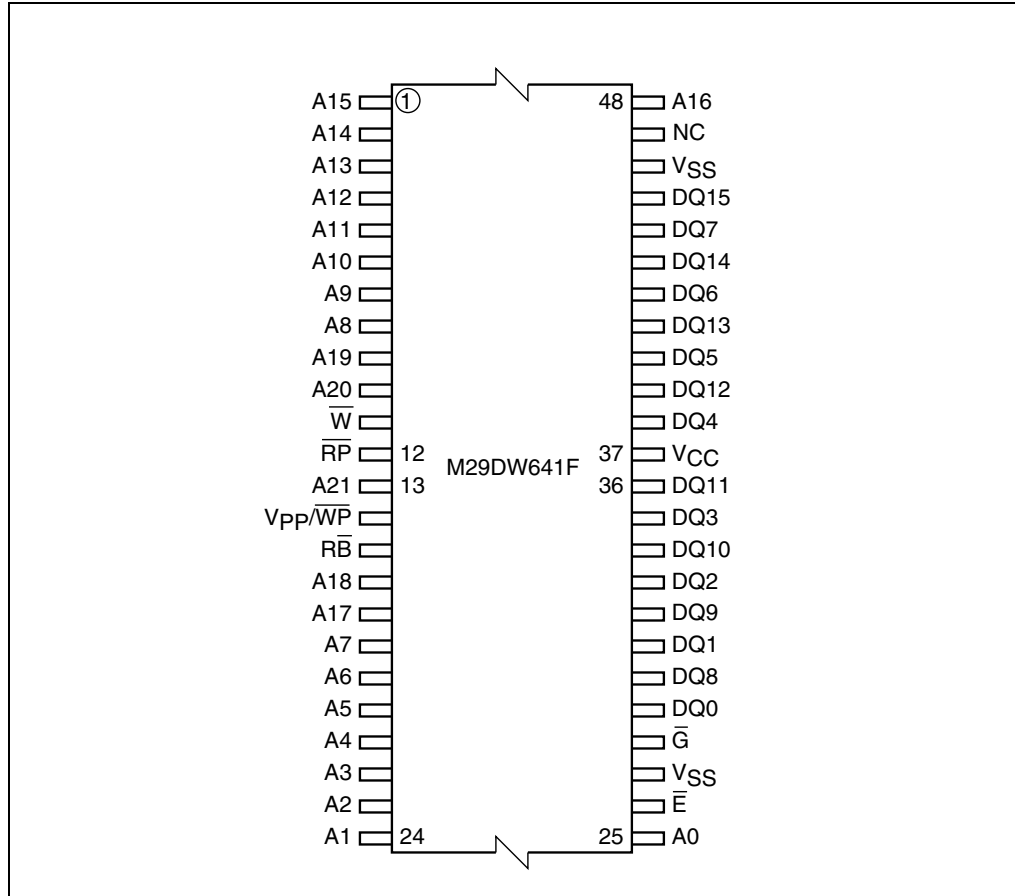 A15 1 48 A16
A14 NC
A13 VSS
A12 DQ15
A11 DQ7
A10 DQ14
A9 DQ6
A8 DQ13
A19 DQ5
A20 DQ12
W̅ DQ4
R̅P̅ 12 37 VCC
M29DW641F
A21 13 36 DQ11
VPP/W̅P̅ DQ3
RB̅ DQ10
A18 DQ2
A17 DQ9
A7 DQ1
A6 DQ8
A5 DQ0
A4 G̅
A3 VSS
A2 E̅
A1 24 25 A0